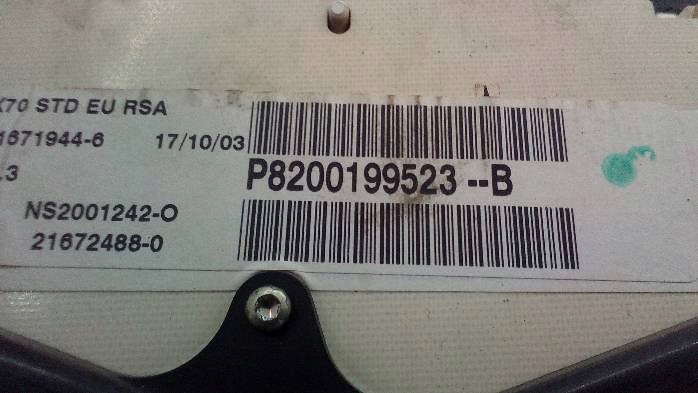 X70 STD EU RSA
1671944-6 17/10/03
.3
P8200199523 --B
NS2001242-O
21672488-0